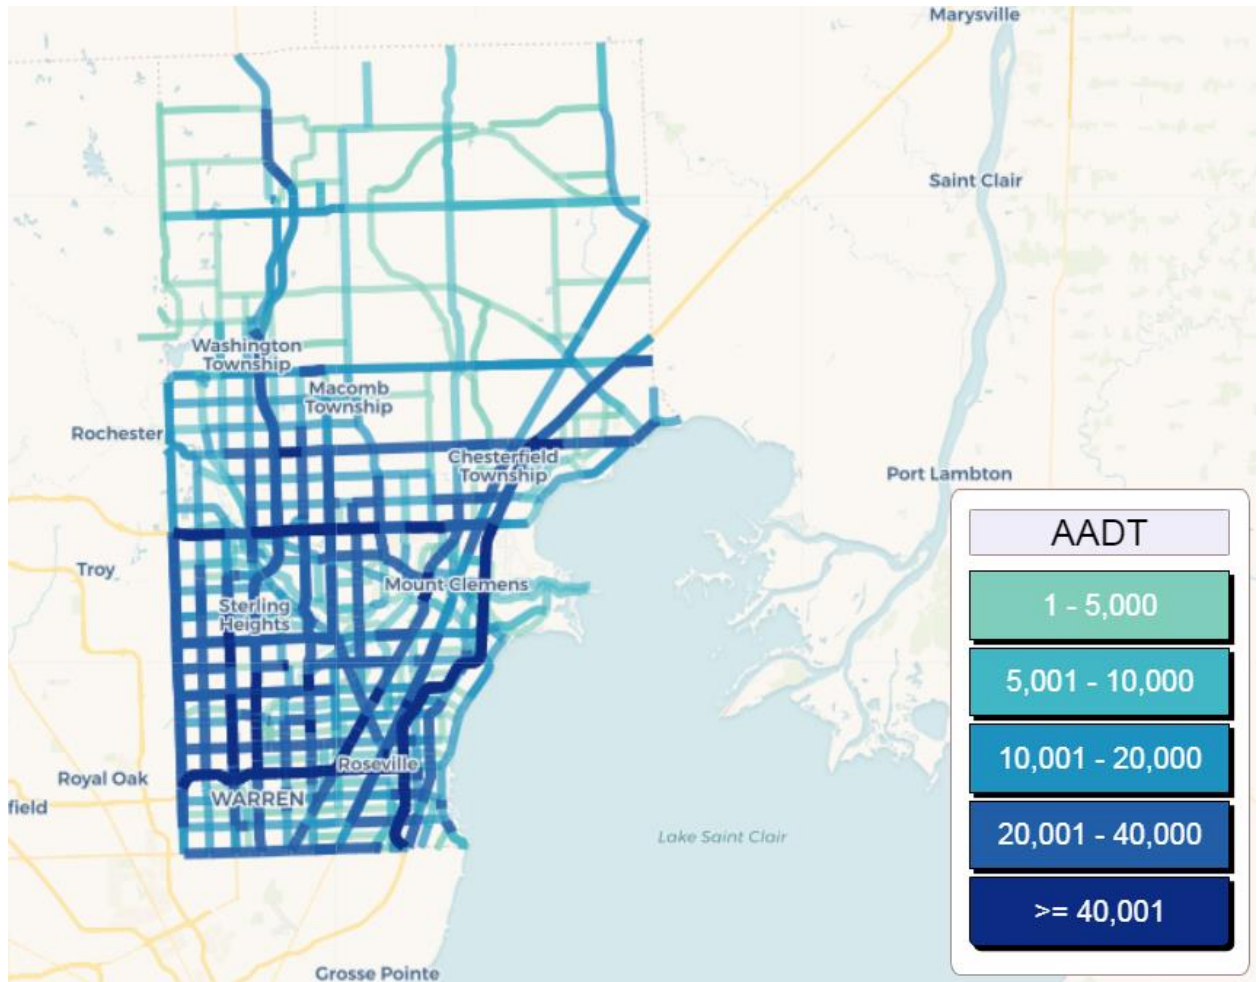 Marysville
Saint Clair
Washington
Township
Macomb
Township
Rochester
Chesterfield
Township
Port Lambton
Troy
Mount Clemens
Sterling
Heights
Royal Oak
Roseville
WARREN
field
Lake Saint Clair
Grosse Pointe
AADT
1 - 5,000
5,001 - 10,000
10,001 - 20,000
20,001 - 40,000
>= 40,001